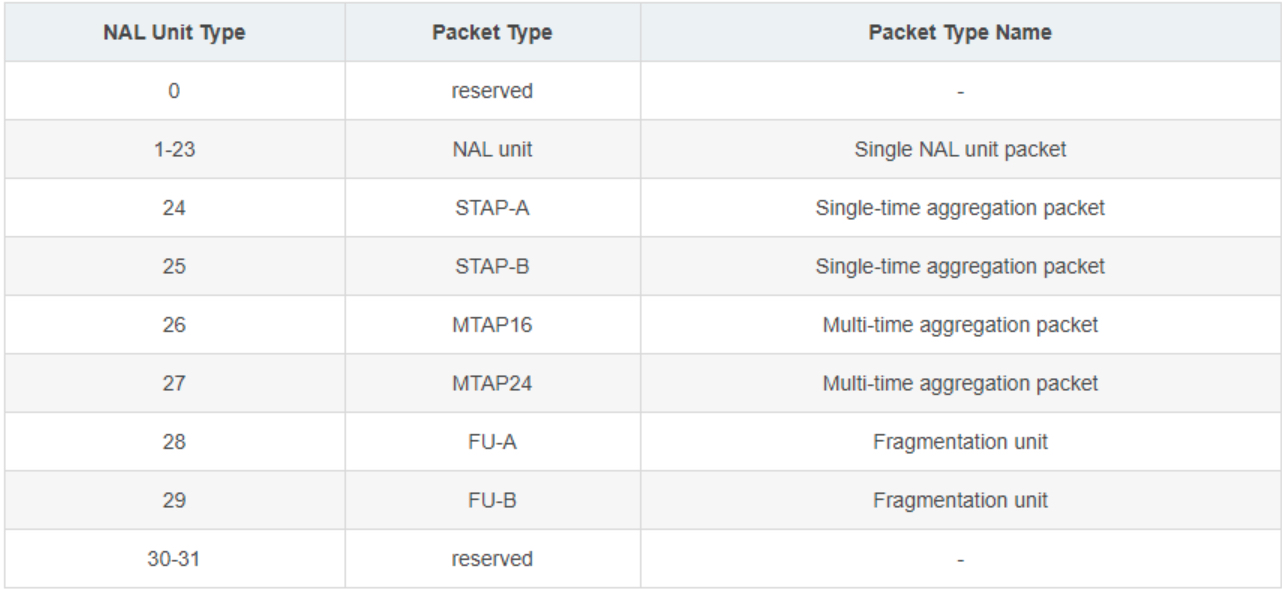 NAL Unit Type Packet Type Packet Type Name
0 reserved -
1-23 NAL unit Single NAL unit packet
24 STAP-A Single-time aggregation packet
25 STAP-B Single-time aggregation packet
26 MTAP16 Multi-time aggregation packet
27 MTAP24 Multi-time aggregation packet
28 FU-A Fragmentation unit
29 FU-B Fragmentation unit
30-31 reserved -